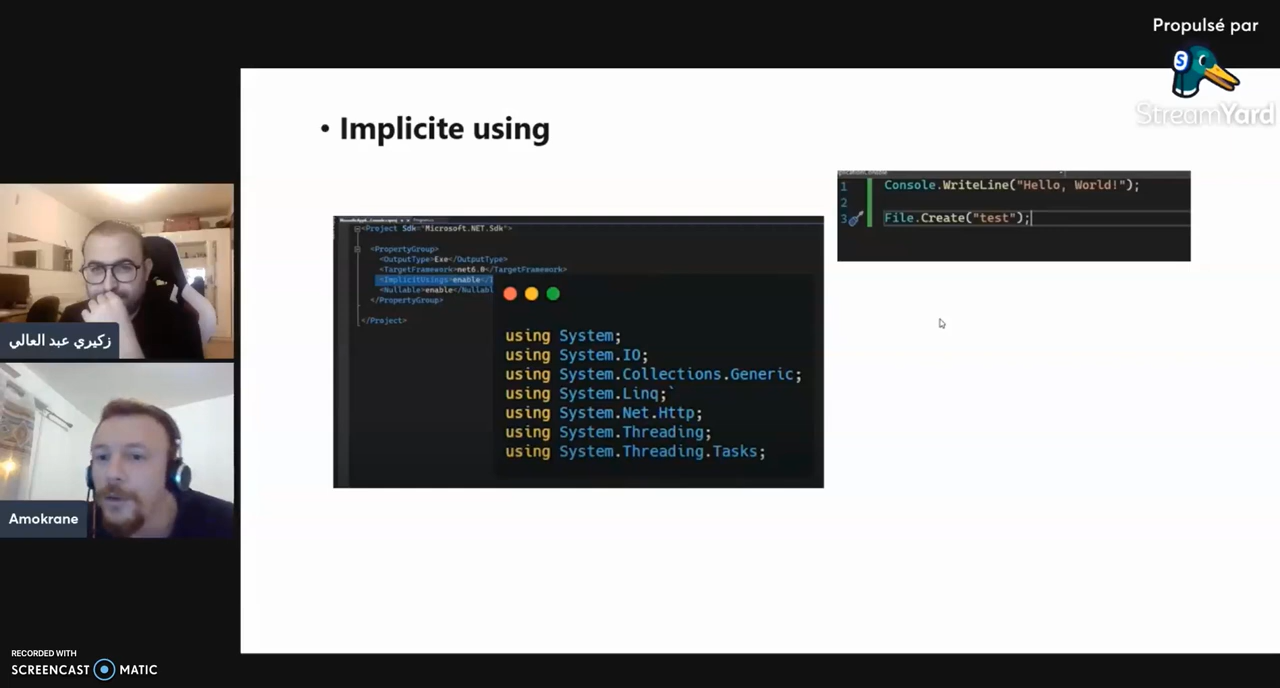 Propulsé par
StreamYard
• Implicite using
1 Console.WriteLine("Hello, World!");
2
3 File.Create("test");
<Project Sdk="Microsoft.NET.Sdk">
<PropertyGroup>
<OutputType>Exe</OutputType>
<TargetFramework>net6.0</TargetFramework>
<ImplicitUsings>enable</
<Nullable>enable</Nullabl
</PropertyGroup>
</Project>
using System;
using System.IO;
using System.Collections.Generic;
using System.Linq;`
using System.Net.Http;
using System.Threading;
using System.Threading.Tasks;
زكيري عبد العالي
Amokrane
RECORDED WITH
SCREENCAST MATIC